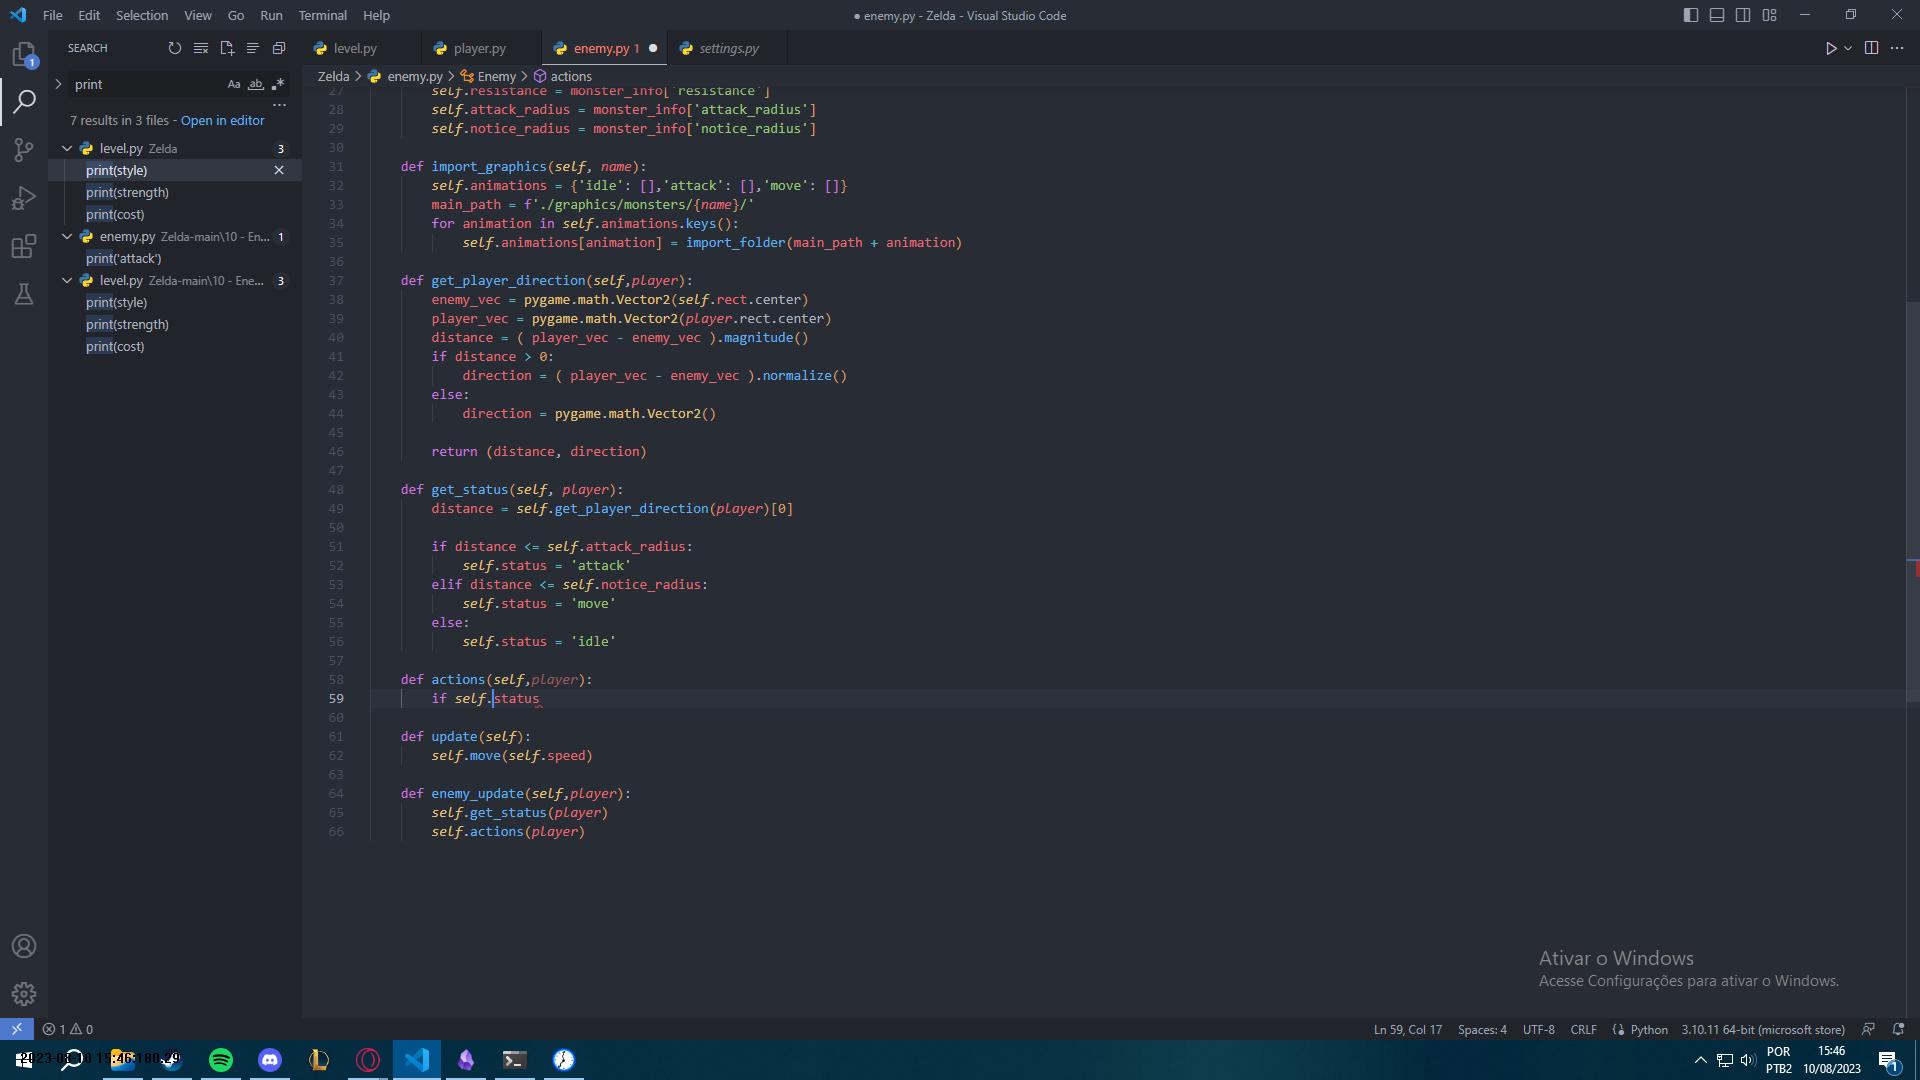 File Edit Selection View Go Run Terminal Help
● enemy.py - Zelda - Visual Studio Code
SEARCH
print
Aa ab
7 results in 3 files - Open in editor
level.py Zelda 3
print(style)
print(strength)
print(cost)
enemy.py Zelda-main\10 - En... 1
print('attack')
level.py Zelda-main\10 - Ene... 3
print(style)
print(strength)
print(cost)
level.py player.py enemy.py 1 settings.py
Zelda > enemy.py > Enemy > actions
27 self.resistance = monster_info['resistance']
28 self.attack_radius = monster_info['attack_radius']
29 self.notice_radius = monster_info['notice_radius']
30
31 def import_graphics(self, name):
32 self.animations = {'idle': [],'attack': [],'move': []}
33 main_path = f'./graphics/monsters/{name}/'
34 for animation in self.animations.keys():
35 self.animations[animation] = import_folder(main_path + animation)
36
37 def get_player_direction(self,player):
38 enemy_vec = pygame.math.Vector2(self.rect.center)
39 player_vec = pygame.math.Vector2(player.rect.center)
40 distance = ( player_vec - enemy_vec ).magnitude()
41 if distance > 0:
42 direction = ( player_vec - enemy_vec ).normalize()
43 else:
44 direction = pygame.math.Vector2()
45
46 return (distance, direction)
47
48 def get_status(self, player):
49 distance = self.get_player_direction(player)[0]
50
51 if distance <= self.attack_radius:
52 self.status = 'attack'
53 elif distance <= self.notice_radius:
54 self.status = 'move'
55 else:
56 self.status = 'idle'
57
58 def actions(self,player):
59 if self.status
60
61 def update(self):
62 self.move(self.speed)
63
64 def enemy_update(self,player):
65 self.get_status(player)
66 self.actions(player)
Ativar o Windows
Acesse Configurações para ativar o Windows.
1 0
Ln 59, Col 17 Spaces: 4 UTF-8 CRLF Python 3.10.11 64-bit (microsoft store)
POR
PTB2
15:46
10/08/2023
1